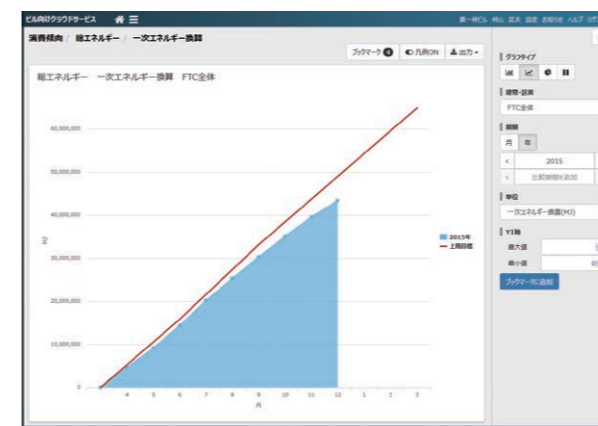 ビル向けクラウドサービス
消費傾向 / 総エネルギー / 一次エネルギー換算
ブックマーク 4 凡例ON 出力
総エネルギー 一次エネルギー換算 FTC全体
60,000,000
50,000,000
40,000,000
MJ
30,000,000
20,000,000
10,000,000
0
4 5 6 7 8 9 10 11 12 1 2 3
月
2015年
上限目標
グラフタイプ
建物・区画
FTC全体
期間
月 年
< 2015
< 比較期間を追加
単位
一次エネルギー換算(MJ)
Y1軸
最大値
最小値 0
ブックマークに追加